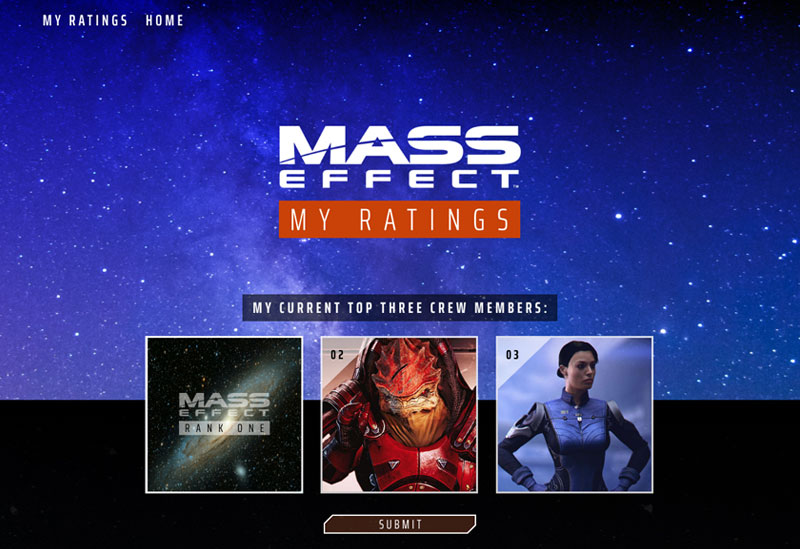 MY RATINGS HOME
MASS
EFFECT™
MY RATINGS
MY CURRENT TOP THREE CREW MEMBERS:
MASS
EFFECT
RANK ONE
02
03
SUBMIT